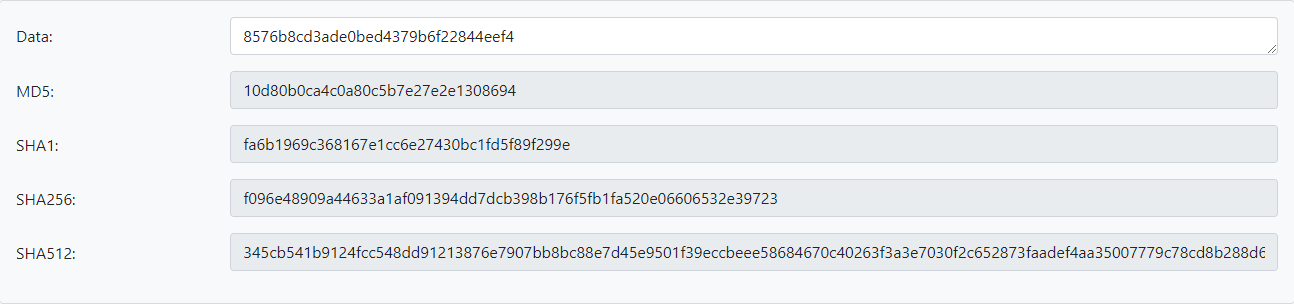 Data: 8576b8cd3ade0bed4379b6f22844eef4
MD5: 10d80b0ca4c0a80c5b7e27e2e1308694
SHA1: fa6b1969c368167e1cc6e27430bc1fd5f89f299e
SHA256: f096e48909a44633a1af091394dd7dcb398b176f5fb1fa520e06606532e39723
SHA512: 345cb541b9124fcc548dd91213876e7907bb8bc88e7d45e9501f39eccbeee58684670c40263f3a3e7030f2c652873faadef4aa35007779c78cd8b288d6